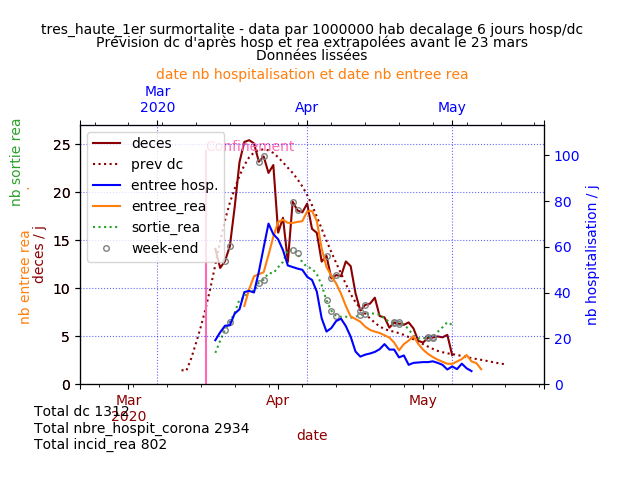 tres_haute_1er surmortalite - data par 1000000 hab decalage 6 jours hosp/dc
Prévision dc d'après hosp et rea extrapolées avant le 23 mars
Données lissées
date nb hospitalisation et date nb entree rea
Mar
2020
Apr
May
Confinement
deces
prev dc
entree hosp.
entree_rea
sortie_rea
week-end
25
20
15
10
5
0
100
80
60
40
20
0
nb sortie rea
nb entree rea
deces / j
nb hospitalisation / j
Mar
2020
Apr
May
date
Total dc 1312
Total nbre_hospit_corona 2934
Total incid_rea 802